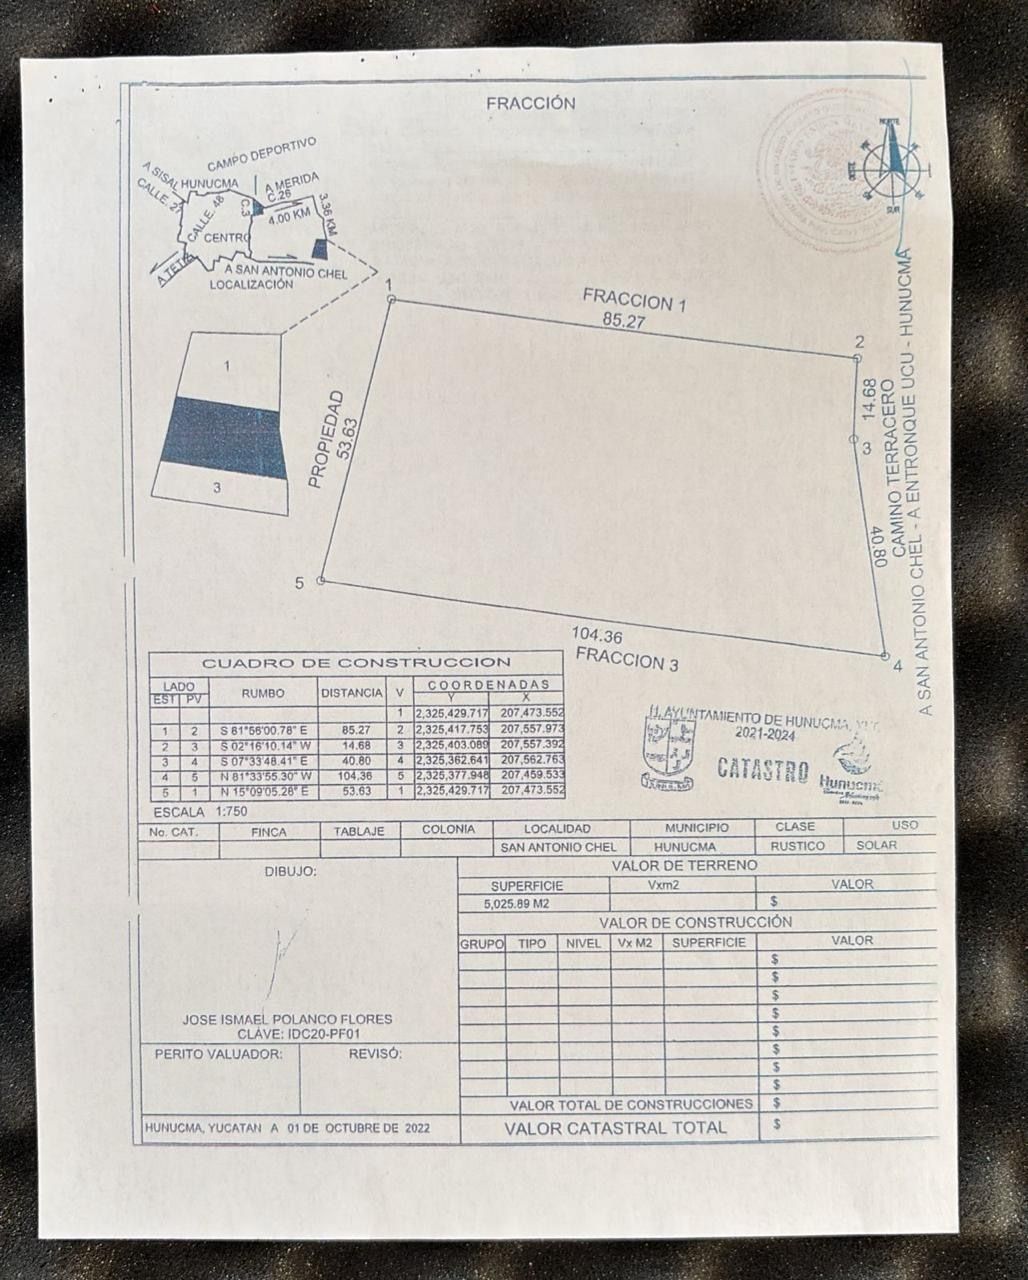 FRACCIÓN
NORTE
ESTE
SUR
CAMPO DEPORTIVO
A SISAL
HUNUCMA
A MERIDA
CALLE. 27
C.26
CALLE. 48
C.3
4.00 KM
3.36 KM
CENTRO
A TETIZ
A SAN ANTONIO CHEL
LOCALIZACIÓN
1
3
1
FRACCION 1
85.27
2
14.68
3
40.80
CAMINO TERRACERO
A SAN ANTONIO CHEL - A ENTRONQUE UCU - HUNUCMA
PROPIEDAD
53.63
5
104.36
FRACCION 3
4
CUADRO DE CONSTRUCCION
LADO RUMBO DISTANCIA V COORDENADAS
EST PV Y X
1 2,325,429.717 207,473.552
1 2 S 81°56'00.78" E 85.27 2 2,325,417.753 207,557.973
2 3 S 02°16'10.14" W 14.68 3 2,325,403.089 207,557.392
3 4 S 07°33'48.41" E 40.80 4 2,325,362.641 207,562.763
4 5 N 81°33'55.30" W 104.36 5 2,325,377.948 207,459.533
5 1 N 15°09'05.28" E 53.63 1 2,325,429.717 207,473.552
ESCALA 1:750
H. AYUNTAMIENTO DE HUNUCMA, YUC.
2021-2024
CATASTRO
Hunucmá
No. CAT. FINCA TABLAJE COLONIA LOCALIDAD MUNICIPIO CLASE USO
SAN ANTONIO CHEL HUNUCMA RUSTICO SOLAR
DIBUJO:
VALOR DE TERRENO
SUPERFICIE Vxm2 VALOR
5,025.89 M2 $
VALOR DE CONSTRUCCIÓN
GRUPO TIPO NIVEL Vx M2 SUPERFICIE VALOR
$
$
$
$
$
$
$
$
JOSE ISMAEL POLANCO FLORES
CLAVE: IDC20-PF01
PERITO VALUADOR: REVISÓ:
VALOR TOTAL DE CONSTRUCCIONES $
HUNUCMA, YUCATAN A 01 DE OCTUBRE DE 2022
VALOR CATASTRAL TOTAL $